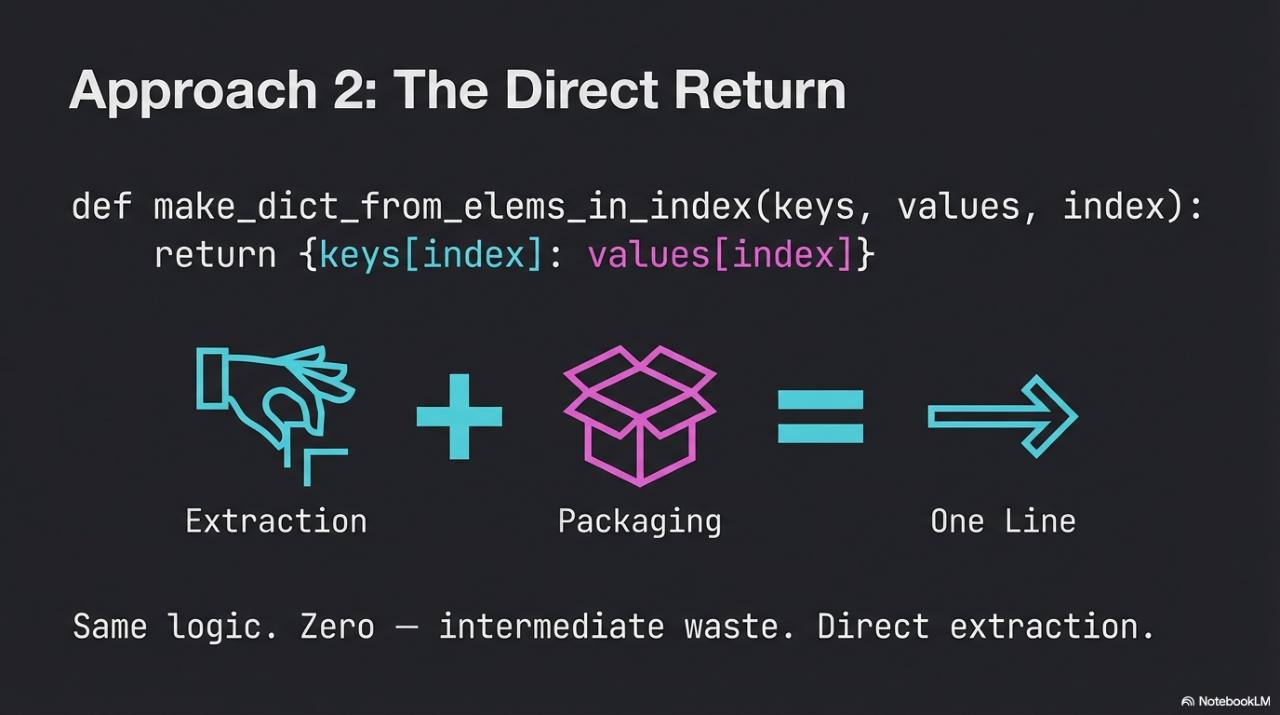 Approach 2: The Direct Return
def make_dict_from_elems_in_index(keys, values, index):
    return {keys[index]: values[index]}
Extraction
Packaging
One Line
Same logic. Zero — intermediate waste. Direct extraction.
NotebookLM